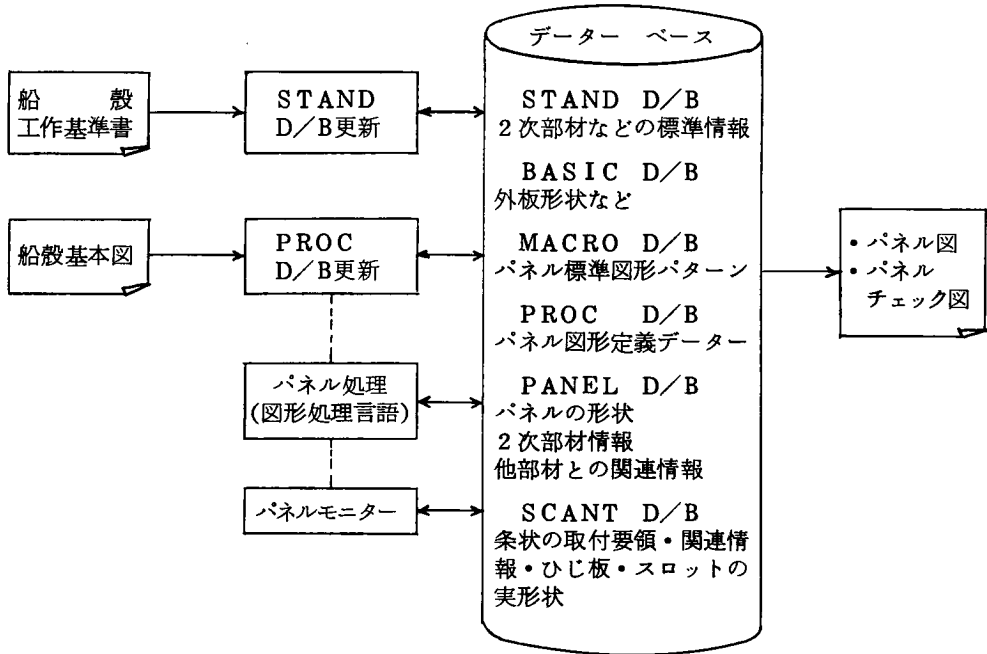 データー ベース
船 殻
工作基準書
STAND
D/B更新
STAND D/B
2次部材などの標準情報
BASIC D/B
外板形状など
船殻基本図
PROC
D/B更新
MACRO D/B
パネル標準図形パターン
・パネル図
・パネル
チェック図
PROC D/B
パネル図形定義データー
パネル処理
(図形処理言語)
PANEL D/B
パネルの形状
2次部材情報
他部材との関連情報
パネルモニター
SCANT D/B
条状の取付要領・関連情
報・ひじ板・スロットの
実形状